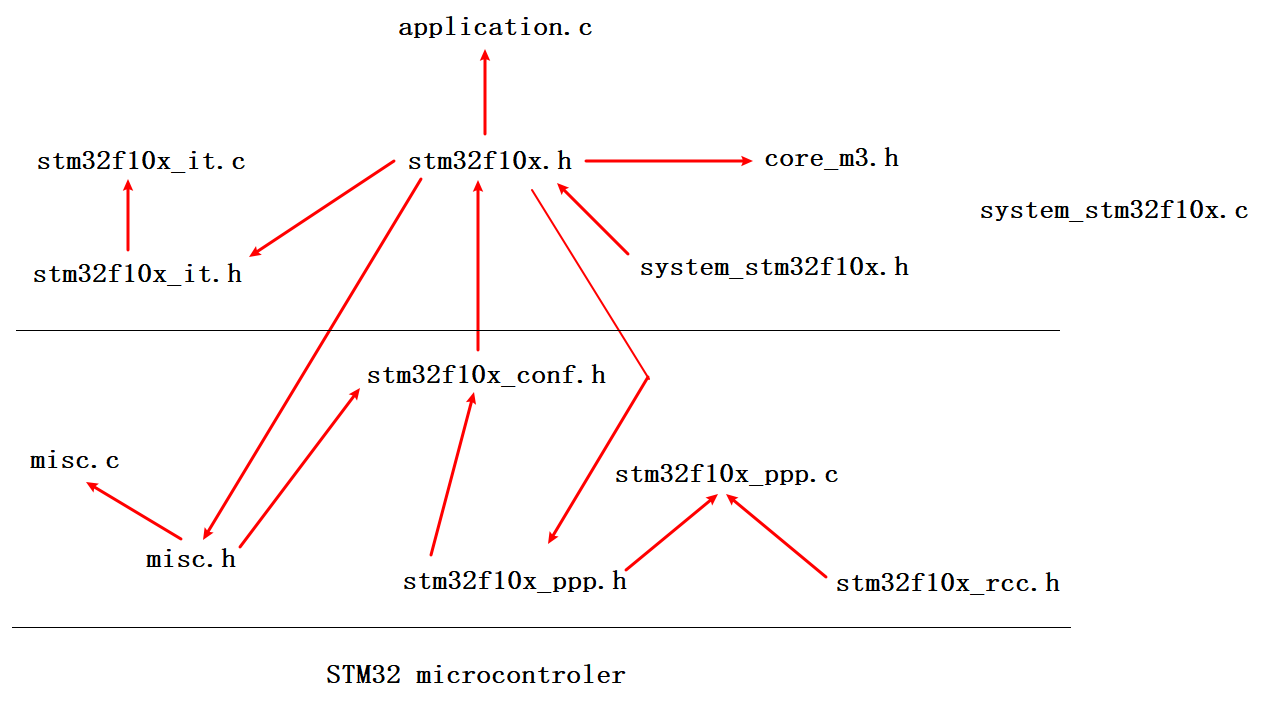 application.c
stm32f10x_it.c
stm32f10x.h
core_m3.h
system_stm32f10x.c
stm32f10x_it.h
system_stm32f10x.h
stm32f10x_conf.h
misc.c
stm32f10x_ppp.c
misc.h
stm32f10x_ppp.h
stm32f10x_rcc.h
STM32 microcontroler